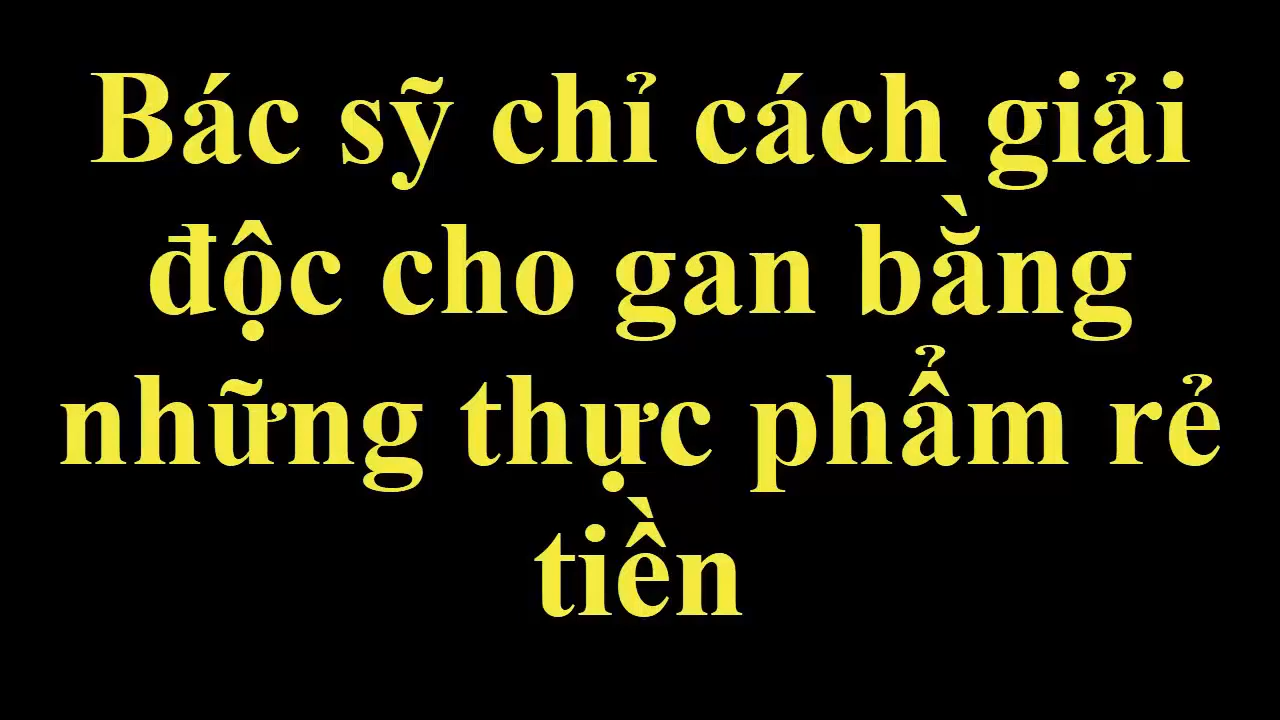 Bác sỹ chỉ cách giải
độc cho gan bằng
những thực phẩm rẻ
tiền